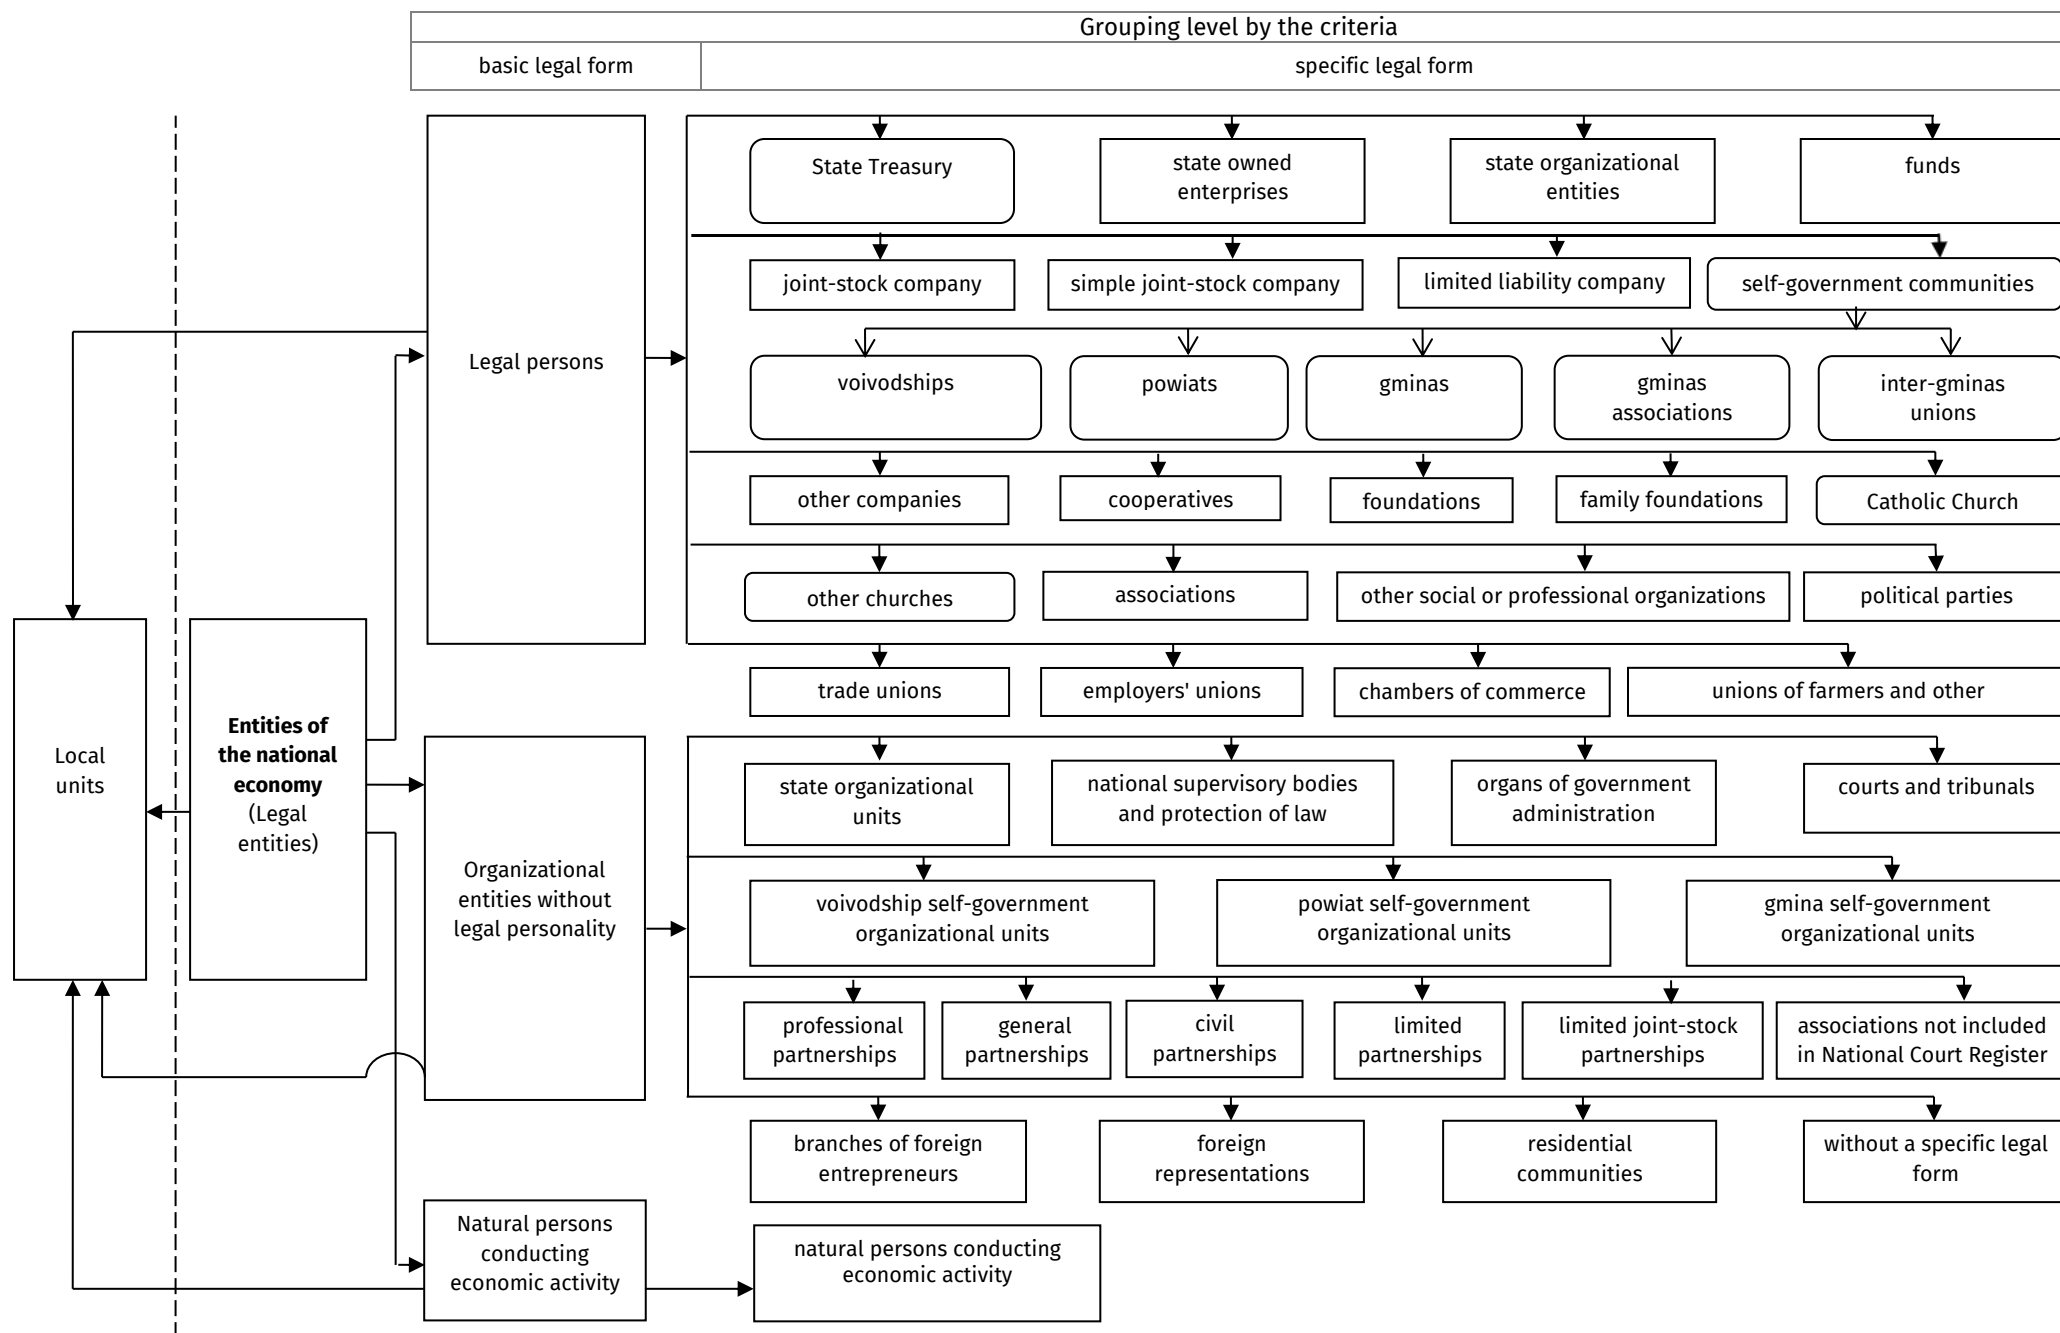 Grouping level by the criteria
basic legal form
specific legal form
State Treasury
state owned
enterprises
state organizational
entities
funds
joint-stock company
simple joint-stock company
limited liability company
self-government communities
Legal persons
voivodships
powiats
gminas
gminas
associations
inter-gminas
unions
other companies
cooperatives
foundations
family foundations
Catholic Church
other churches
associations
other social or professional organizations
political parties
trade unions
employers' unions
chambers of commerce
unions of farmers and other
Local
units
Entities of
the national
economy
(Legal
entities)
Organizational
entities without
legal personality
state organizational
units
national supervisory bodies
and protection of law
organs of government
administration
courts and tribunals
voivodship self-government
organizational units
powiat self-government
organizational units
gmina self-government
organizational units
professional
partnerships
general
partnerships
civil
partnerships
limited
partnerships
limited joint-stock
partnerships
associations not included
in National Court Register
branches of foreign
entrepreneurs
foreign
representations
residential
communities
without a specific legal
form
Natural persons
conducting
economic activity
natural persons conducting
economic activity